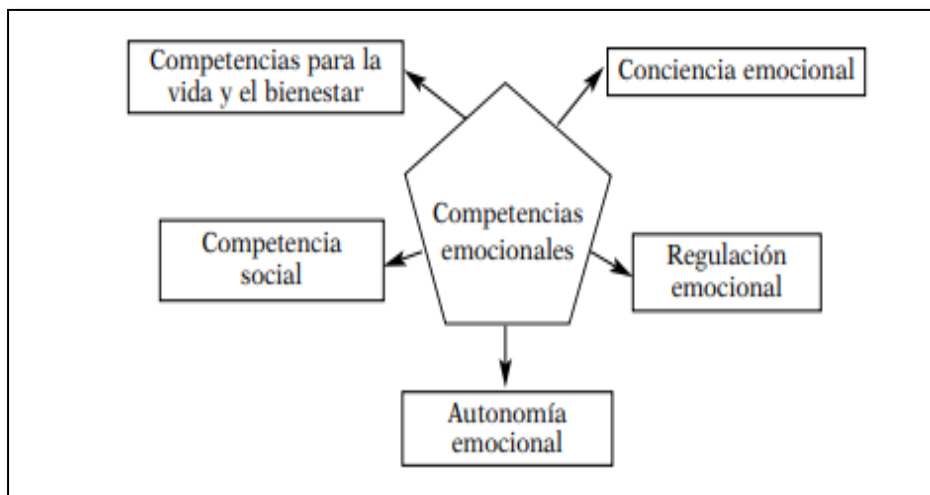 Competencias para la
vida y el bienestar
Conciencia emocional
Competencias
emocionales
Competencia
social
Regulación
emocional
Autonomía
emocional